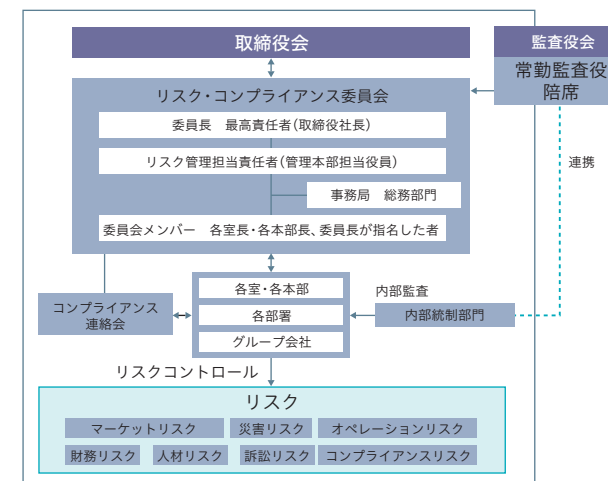 取締役会
監査役会
常勤監査役
陪席
リスク・コンプライアンス委員会
委員長　最高責任者（取締役社長）
リスク管理担当責任者（管理本部担当役員）
事務局　総務部門
委員会メンバー　各室長・各本部長、委員長が指名した者
連携
各室・各本部
各部署
グループ会社
コンプライアンス
連絡会
内部監査
内部統制部門
リスクコントロール
リスク
マーケットリスク
災害リスク
オペレーションリスク
財務リスク
人材リスク
訴訟リスク
コンプライアンスリスク